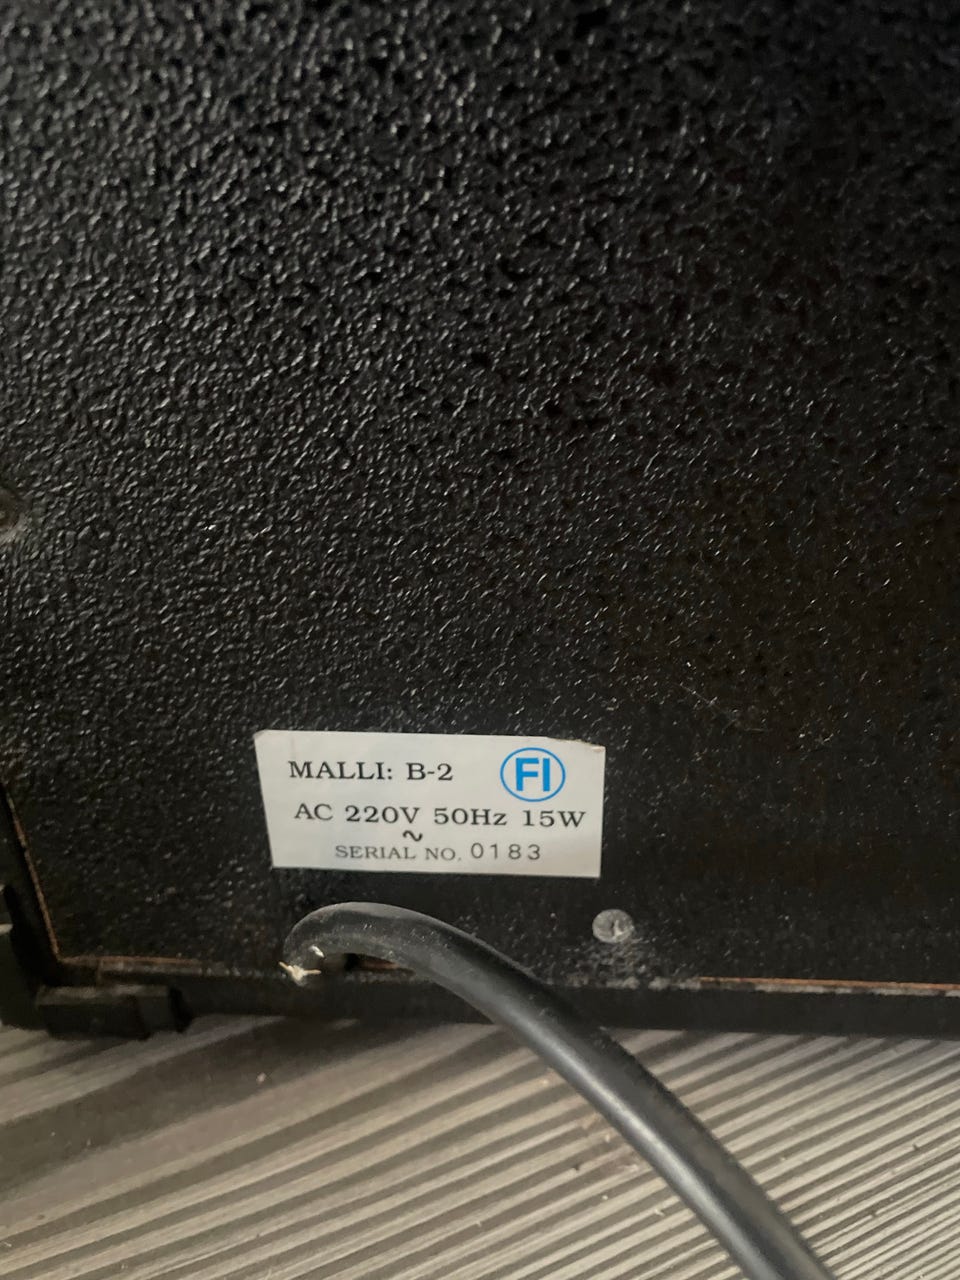 MALLI: B-2 FI
AC 220V 50Hz 15W
~
SERIAL NO. 0183